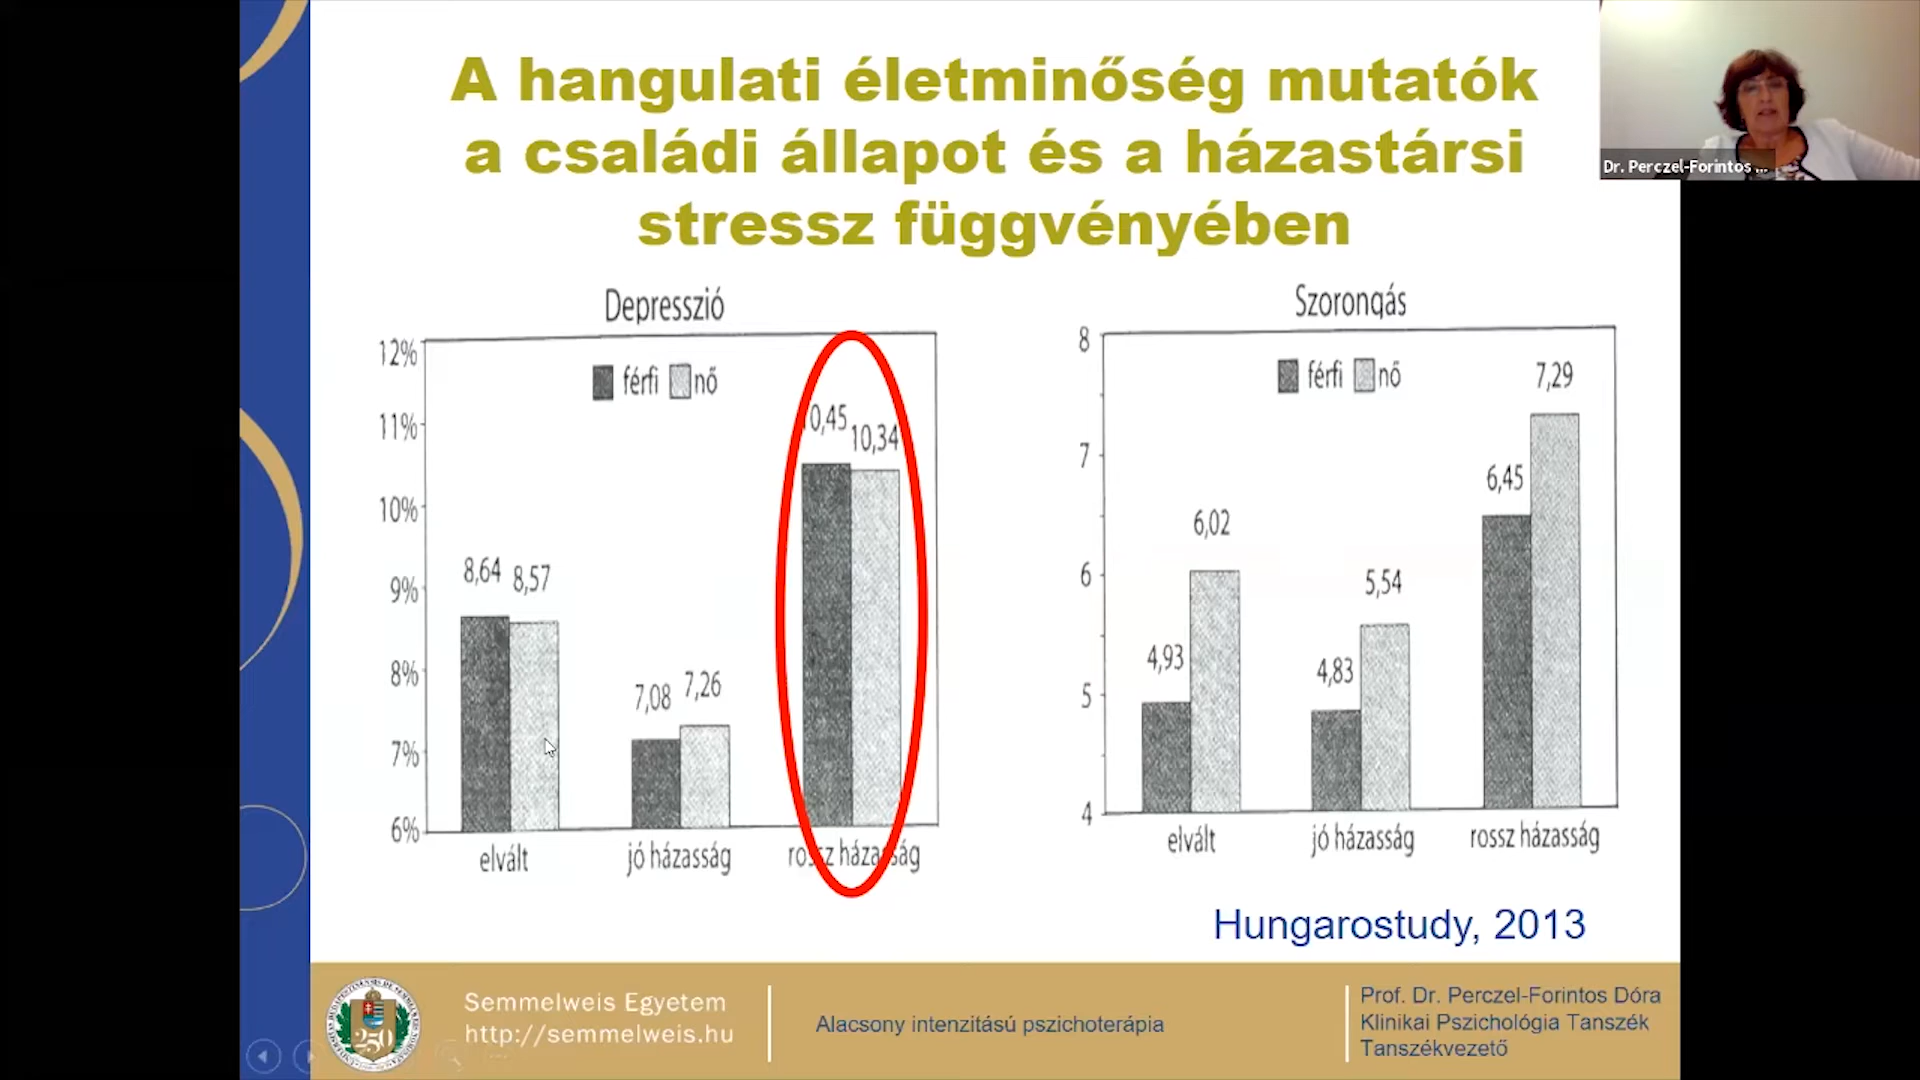 A hangulati életminőség mutatók
a családi állapot és a házastársi
stressz függvényében
Dr. Perczel-Forintos ...
Depresszió
12%
11%
10%
9%
8%
7%
6%
férfi nő
8,64 8,57
7,08 7,26
0,45 10,34
elvált jó házasság rossz házasság
Szorongás
8
7
6
5
4
férfi nő
4,93 6,02
4,83 5,54
6,45 7,29
elvált jó házasság rossz házasság
Hungarostudy, 2013
250
Semmelweis Egyetem
http://semmelweis.hu
Alacsony intenzitású pszichoterápia
Prof. Dr. Perczel-Forintos Dóra
Klinikai Pszichológia Tanszék
Tanszékvezető